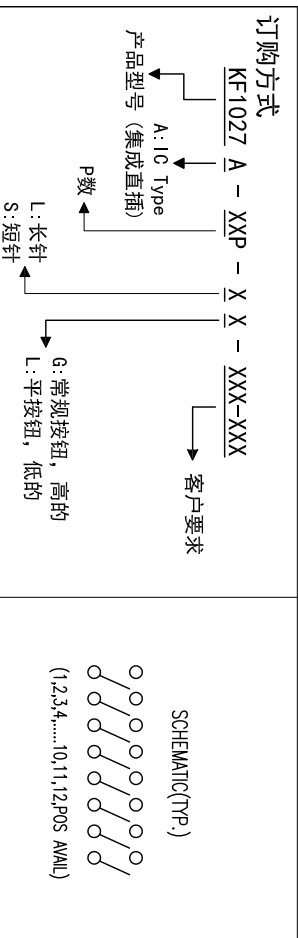 订购方式
KF1027 A - XXP - X X - XXX-XXX
客户要求
产品型号 (集成直插)
A:IC Type
P数
L:长针
S:短针
G:常规按钮, 高的
L:平按钮, 低的
SCHEMATIC(TYP.)
(1,2,3,4,.....10,11,12,POS AVAIL)